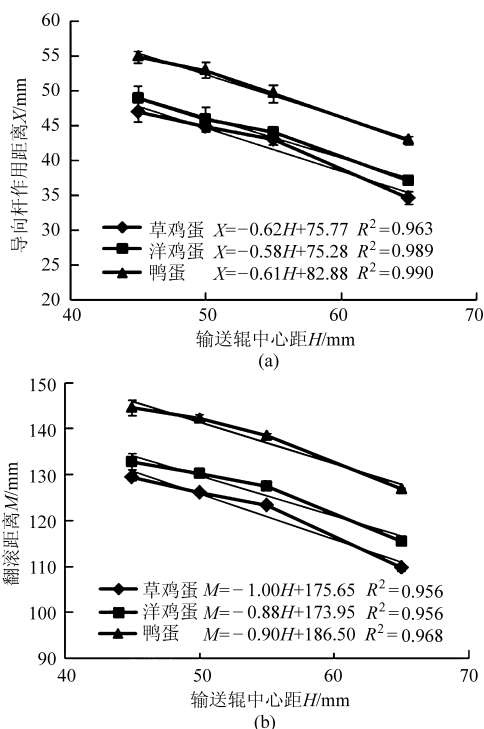 60
55
50
45
40
35
30
25
20
导向杆作用距离X/mm
草鸡蛋 X=−0.62H+75.77 R²=0.963
洋鸡蛋 X=−0.58H+75.28 R²=0.989
鸭蛋 X=−0.61H+82.88 R²=0.990
40 50 60 70
输送辊中心距H/mm
(a)
150
140
130
120
110
100
90
翻滚距离M/mm
草鸡蛋 M=−1.00H+175.65 R²=0.956
洋鸡蛋 M=−0.88H+173.95 R²=0.956
鸭蛋 M=−0.90H+186.50 R²=0.968
40 50 60 70
输送辊中心距H/mm
(b)